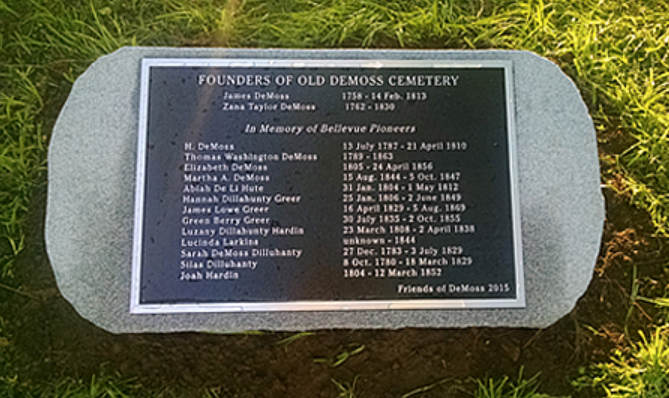 FOUNDERS OF OLD DEMOSS CEMETERY
James DeMoss 1758 - 14 Feb. 1813
Zana Taylor DeMoss 1762 - 1830
In Memory of Bellevue Pioneers
H. DeMoss 13 July 1787 - 21 April 1810
Thomas Washington DeMoss 1789 - 1863
Elizabeth DeMoss 1805 - 24 April 1856
Martha A. DeMoss 15 Aug. 1844 - 5 Oct. 1847
Abiah De Li Hute 31 Jan. 1804 - 1 May 1812
Hannah Dillahunty Greer 25 Jan. 1806 - 2 June 1849
James Lowe Greer 16 April 1829 - 5 Aug. 1869
Green Berry Greer 30 July 1835 - 2 Oct. 1855
Luzany Dillahunty Hardin 23 March 1808 - 2 April 1838
Lucinda Larkins unknown - 1844
Sarah DeMoss Dillahunty 27 Dec. 1783 - 3 July 1829
Silas Dillahunty 8 Oct. 1780 - 18 March 1829
Joab Hardin 1804 - 12 March 1852
Friends of DeMoss 2015